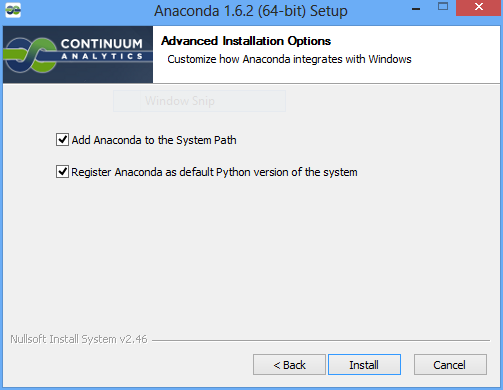 Anaconda 1.6.2 (64-bit) Setup
CONTINUUM
ANALYTICS
Advanced Installation Options
Customize how Anaconda integrates with Windows
Window Snip
Add Anaconda to the System Path
Register Anaconda as default Python version of the system
Nullsoft Install System v2.46
< Back
Install
Cancel